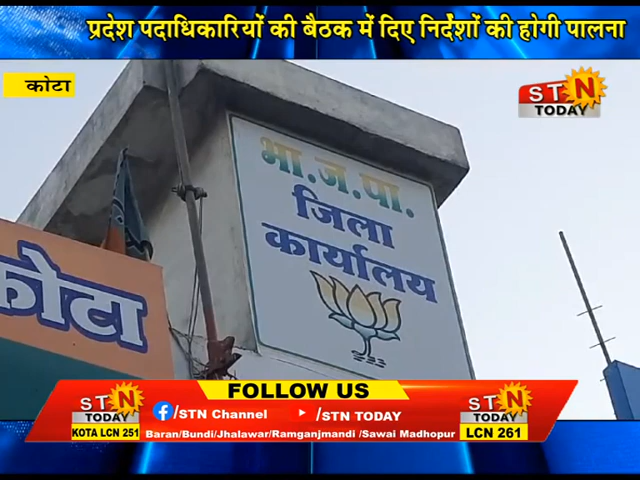 प्रदेश पदाधिकारियों की बैठक में दिए निर्देशों की होगी पालना
कोटा
STN
TODAY
भा.ज.पा.
जिला
कार्यालय
कोटा
FOLLOW US
STN
TODAY
KOTA LCN 251
/STN Channel
/STN TODAY
Baran/Bundi/Jhalawar/Ramganjmandi /Sawai Madhopur
STN
TODAY
LCN 261